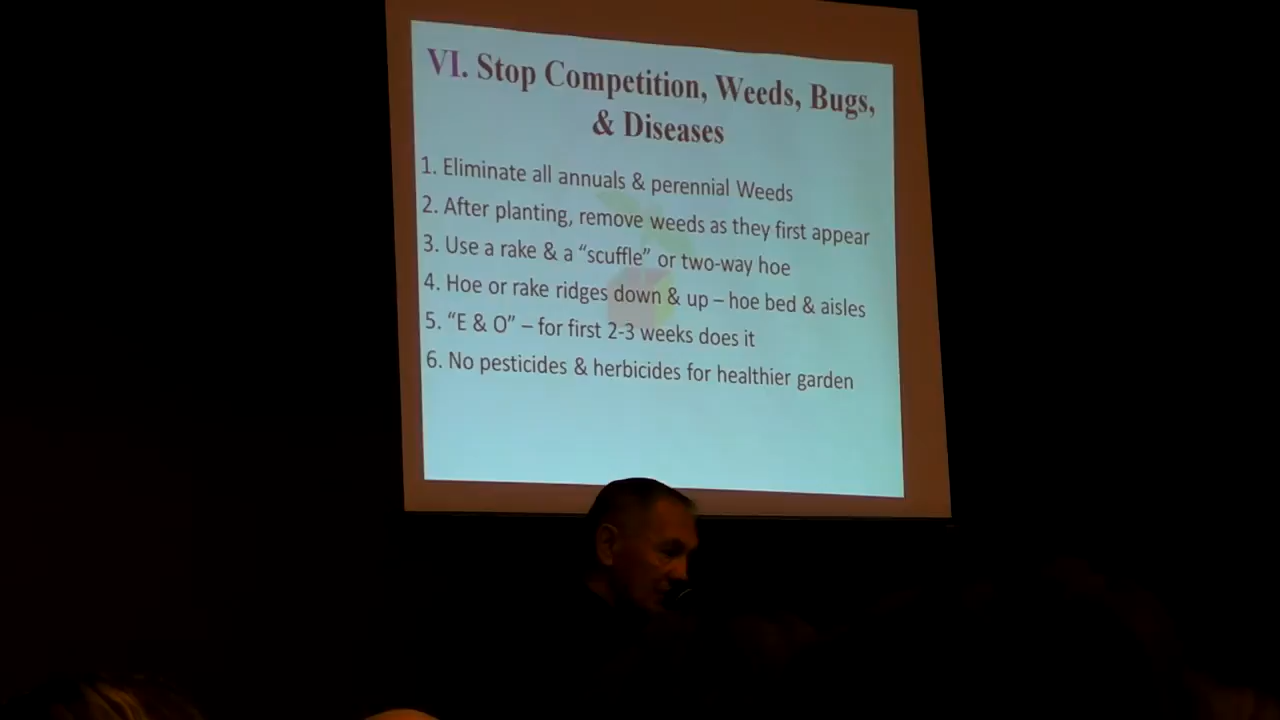 VI. Stop Competition, Weeds, Bugs,
& Diseases
1. Eliminate all annuals & perennial Weeds
2. After planting, remove weeds as they first appear
3. Use a rake & a “scuffle” or two-way hoe
4. Hoe or rake ridges down & up – hoe bed & aisles
5. “E & O” – for first 2-3 weeks does it
6. No pesticides & herbicides for healthier garden